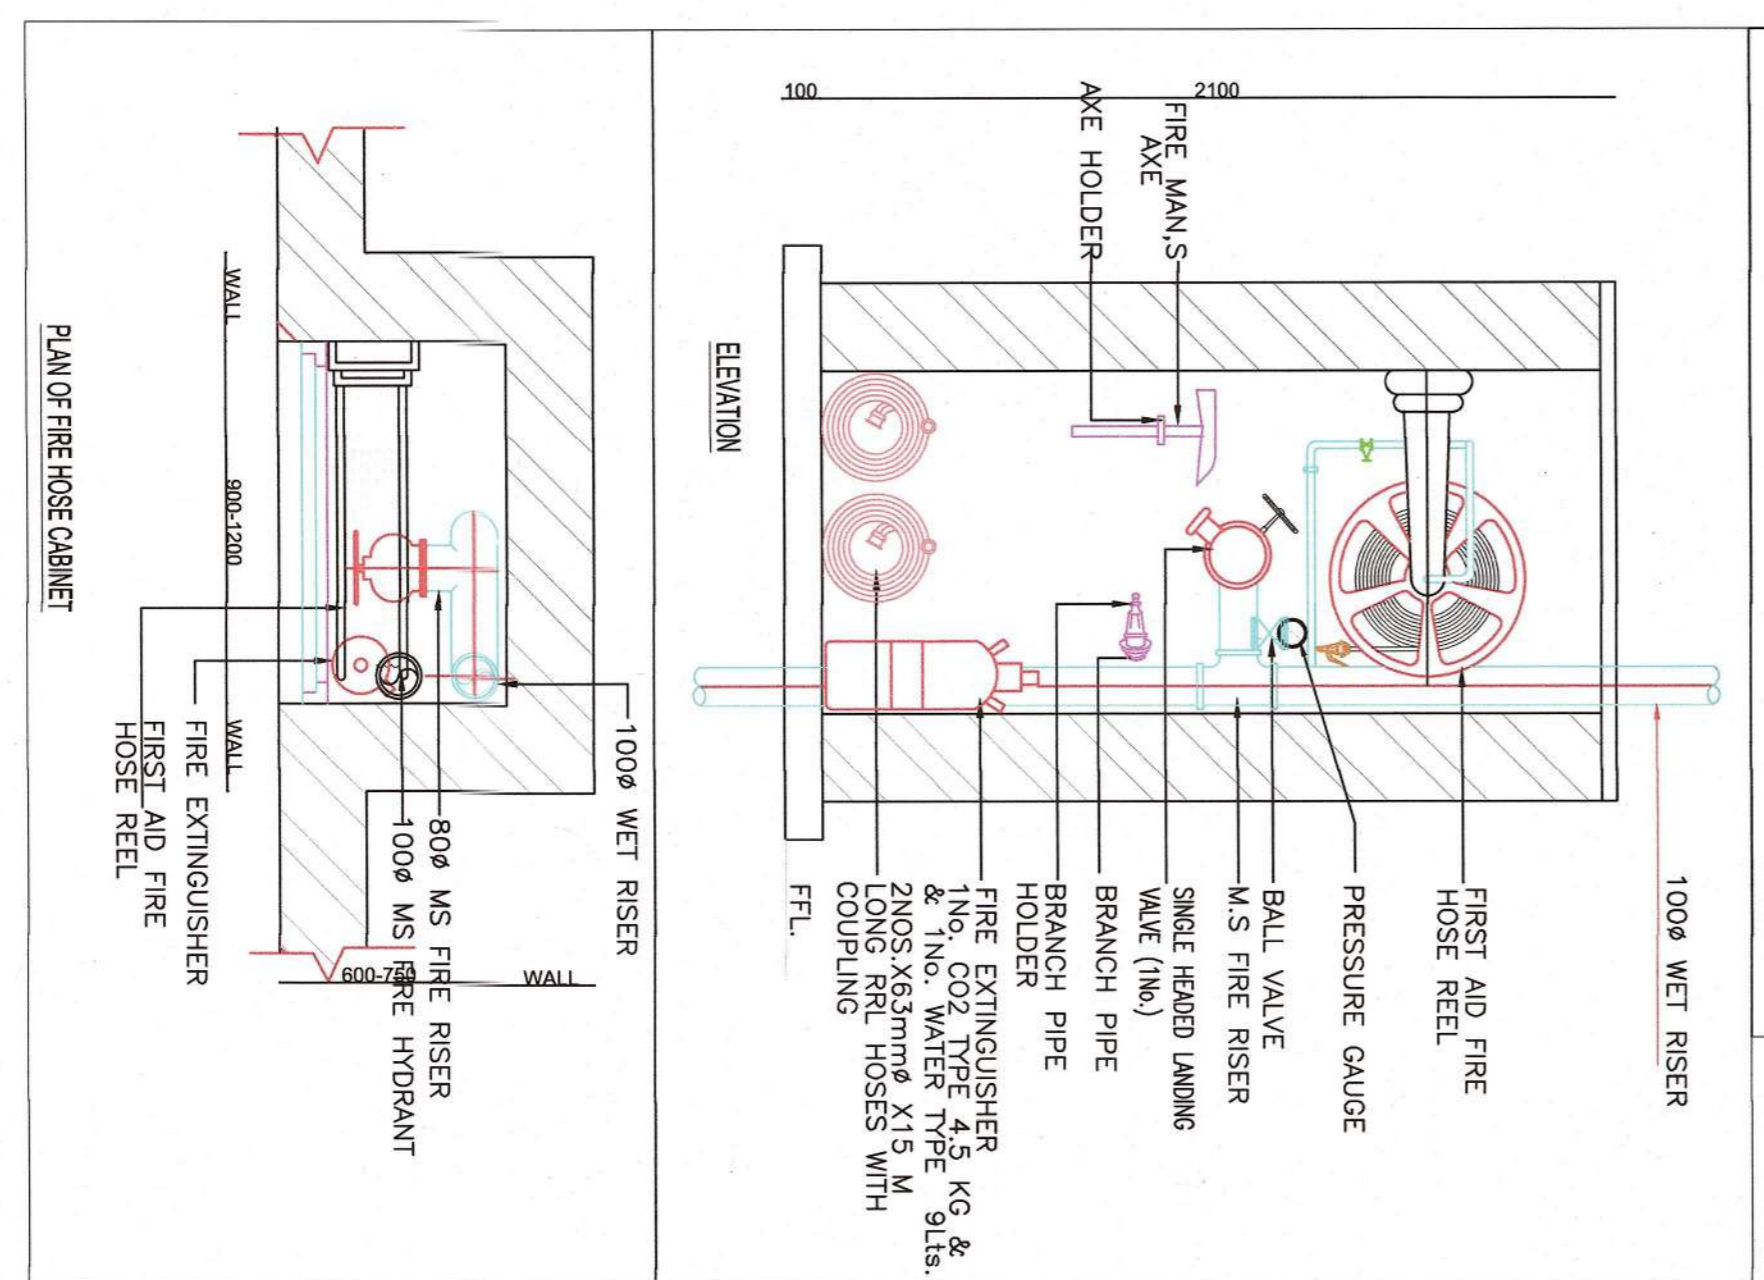 100
2100
AXE HOLDER
FIRE MAN,S
AXE
ELEVATION
100ø WET RISER
FIRST AID FIRE
HOSE REEL
PRESSURE GAUGE
BALL VALVE
M.S FIRE RISER
SINGLE HEADED LANDING
VALVE (1No.)
BRANCH PIPE
BRANCH PIPE
HOLDER
FIRE EXTINGUISHER
1No. CO2 TYPE 4.5 KG &
& 1No. WATER TYPE 9Lts.
2NOS.X63mmø X15 M
LONG RRL HOSES WITH
COUPLING
FFL.
WALL
900-1200
WALL
PLAN OF FIRE HOSE CABINET
100ø WET RISER
80ø MS FIRE RISER
100ø MS FIRE HYDRANT
FIRE EXTINGUISHER
FIRST AID FIRE
HOSE REEL
600-750
WALL